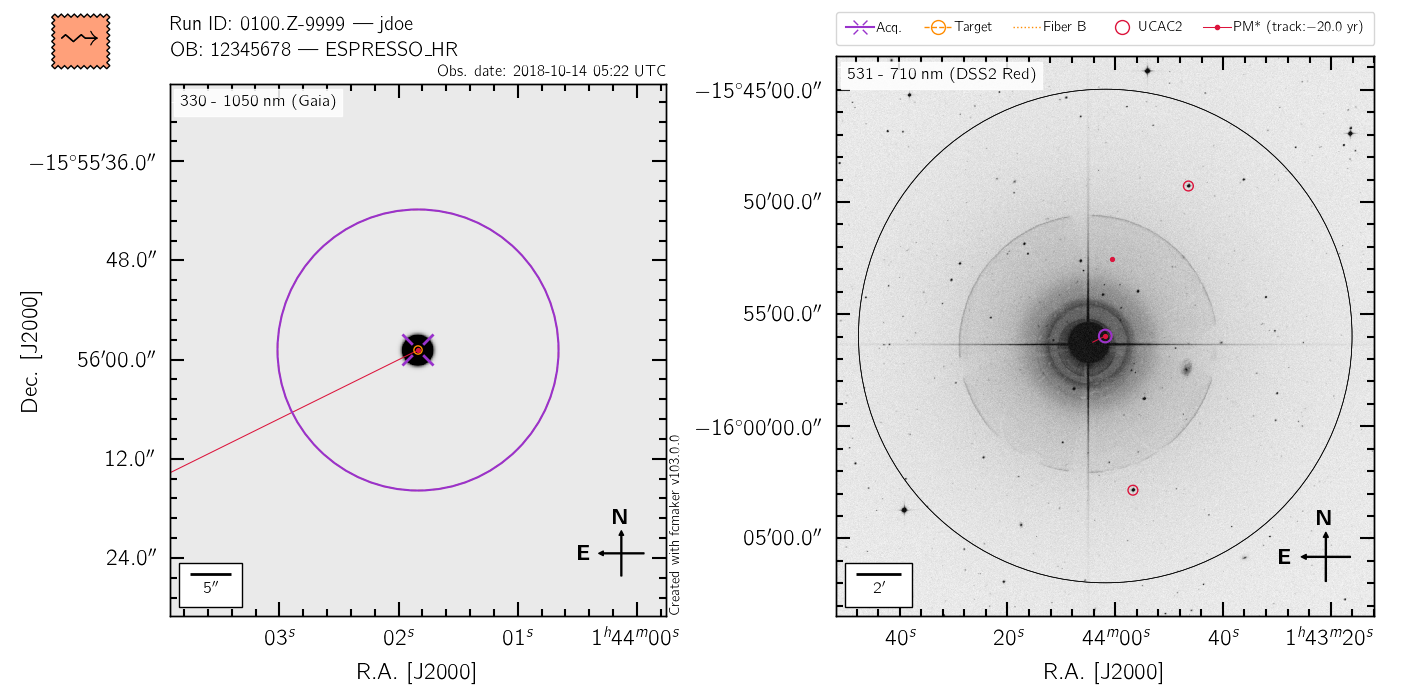 Run ID: 0100.Z-9999 — jdoe
OB: 12345678 — ESPRESSO_HR
Obs. date: 2018-10-14 05:22 UTC
330 - 1050 nm (Gaia)
−15°55′36.0″
48.0″
56′00.0″
12.0″
24.0″
Dec. [J2000]
N
E
5″
Created with fcmaker v103.0.0
03ˢ
02ˢ
01ˢ
1ʰ44ᵐ00ˢ
R.A. [J2000]
Acq.
Target
Fiber B
UCAC2
PM* (track:−20.0 yr)
531 - 710 nm (DSS2 Red)
−15°45′00.0″
50′00.0″
55′00.0″
−16°00′00.0″
05′00.0″
N
E
2′
40ˢ
20ˢ
44ᵐ00ˢ
40ˢ
1ʰ43ᵐ20ˢ
R.A. [J2000]